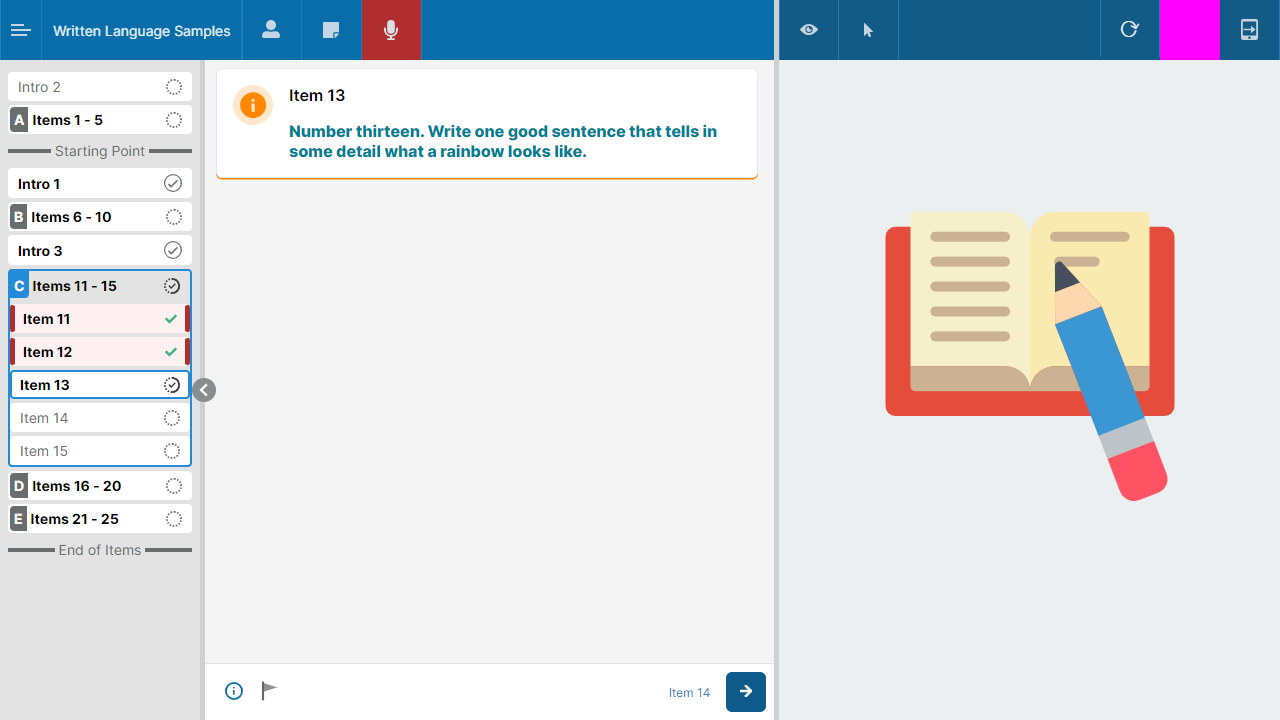 Written Language Samples
Intro 2
A Items 1 - 5
Starting Point
Intro 1
B Items 6 - 10
Intro 3
C Items 11 - 15
Item 11
Item 12
Item 13
Item 14
Item 15
D Items 16 - 20
E Items 21 - 25
End of Items
Item 13
Number thirteen. Write one good sentence that tells in
some detail what a rainbow looks like.
Item 14